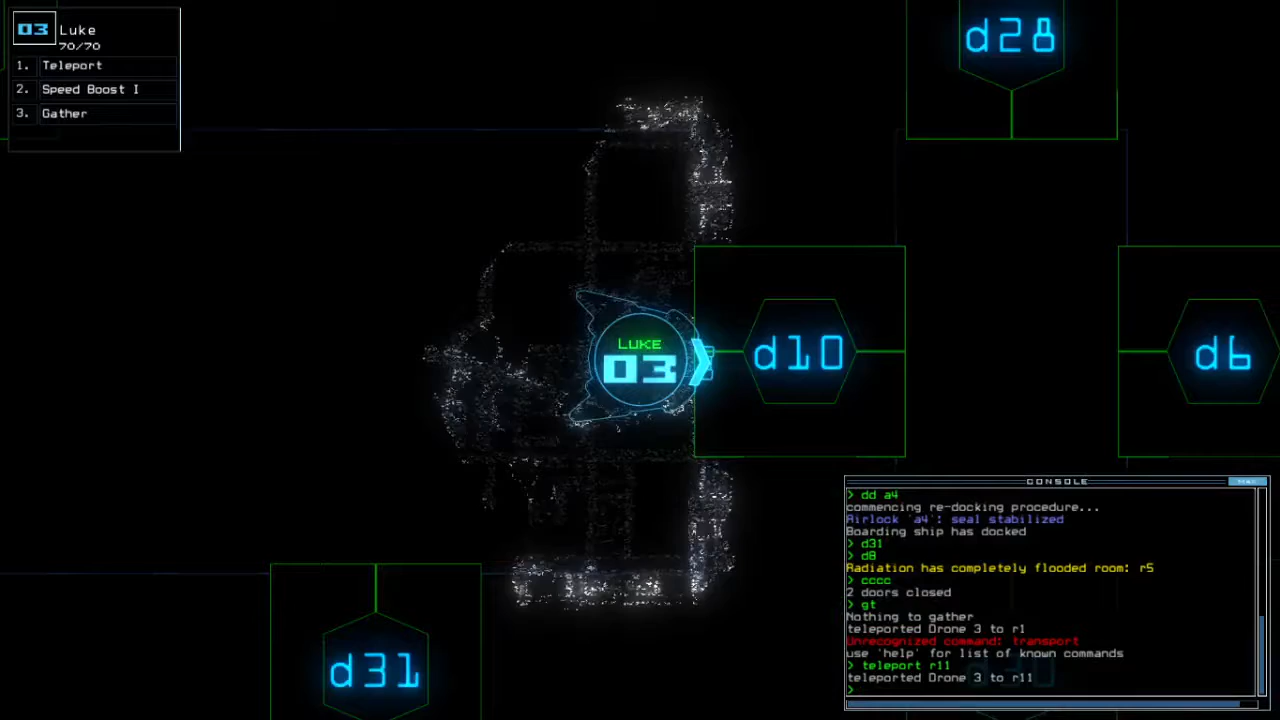 03 Luke
70/70
1. Teleport
2. Speed Boost I
3. Gather
d28
LUKE
03
d10
d6
d31
CONSOLE
> dd a4
commencing re-docking procedure...
Airlock 'a4': seal stabilized
Boarding ship has docked
> d31
> d8
Radiation has completely flooded room: r5
> cccc
2 doors closed
> gt
Nothing to gather
teleported Drone 3 to r1
Unrecognized command: transport
use 'help' for list of known commands
> teleport r11
teleported Drone 3 to r11
>